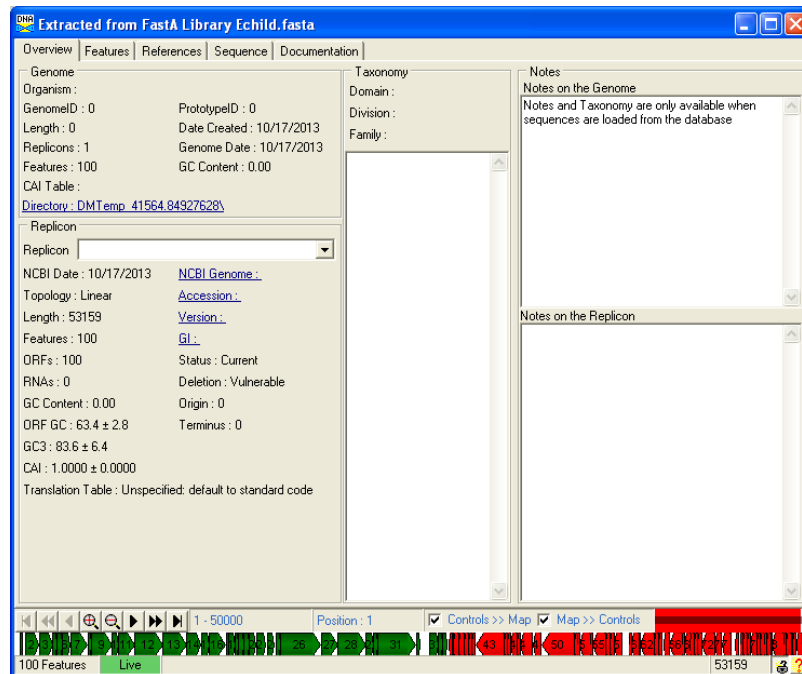 Extracted from FastA Library Echild.fasta
Overview Features References Sequence Documentation
Genome
Organism :
GenomeID : 0 PrototypeID : 0
Length : 0 Date Created : 10/17/2013
Replicons : 1 Genome Date : 10/17/2013
Features : 100 GC Content : 0.00
CAI Table :
Directory : DMTemp_41564.84927628\
Replicon
Replicon
NCBI Date : 10/17/2013 NCBI Genome :
Topology : Linear Accession :
Length : 53159 Version :
Features : 100 GI :
ORFs : 100 Status : Current
RNAs : 0 Deletion : Vulnerable
GC Content : 0.00 Origin : 0
ORF GC : 63.4 ± 2.8 Terminus : 0
GC3 : 83.6 ± 6.4
CAI : 1.0000 ± 0.0000
Translation Table : Unspecified: default to standard code
Taxonomy
Domain :
Division :
Family :
Notes
Notes on the Genome
Notes and Taxonomy are only available when
sequences are loaded from the database
Notes on the Replicon
1 - 50000 Position : 1 Controls >> Map Map >> Controls
9 11 12 13 26 27 28 31 43 50
100 Features Live 53159